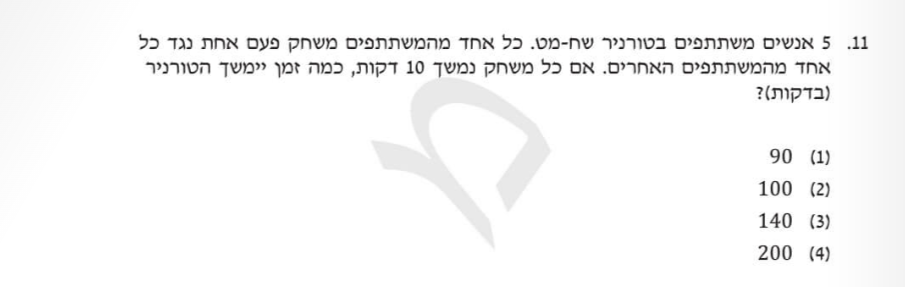 11. 5 אנשים משתתפים בטורניר שח-מט. כל אחד מהמשתתפים משחק פעם אחת נגד כל
אחד מהמשתתפים האחרים. אם כל משחק נמשך 10 דקות, כמה זמן יימשך הטורניר
(בדקות)?
(1) 90
(2) 100
(3) 140
(4) 200